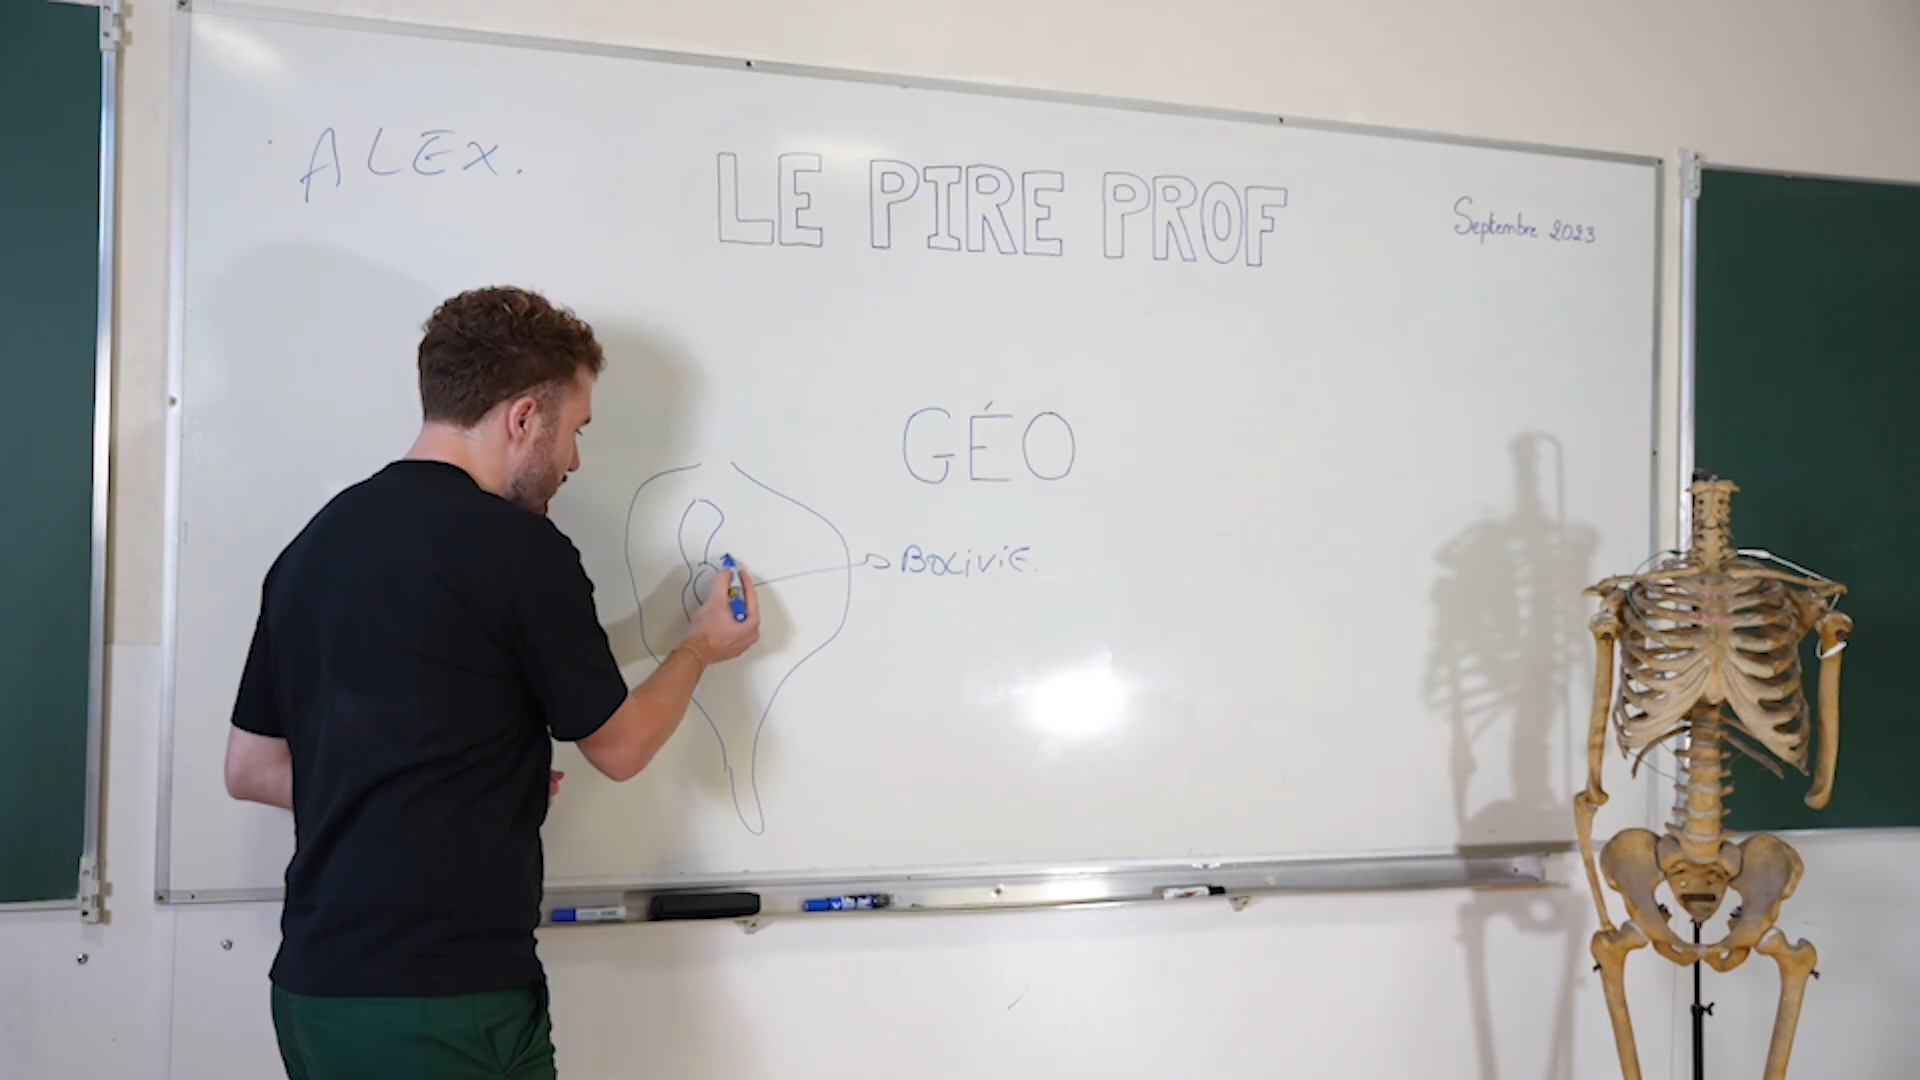 ALEX.
LE PIRE PROF
Septembre 2023
GÉO
BOLIVIE.